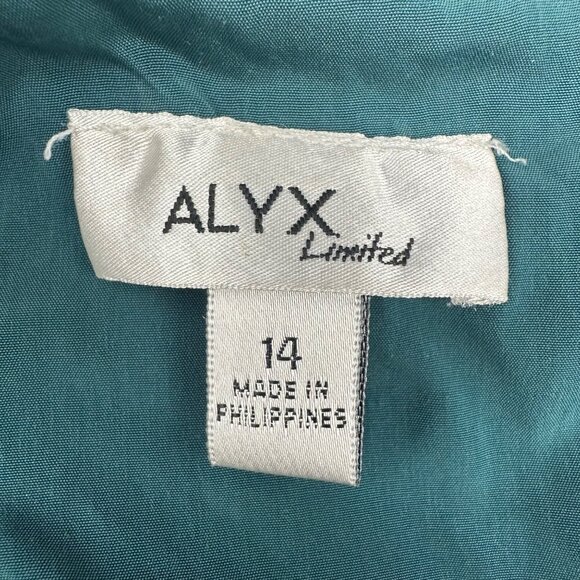 ALYX
Limited
14
MADE IN
PHILIPPINES